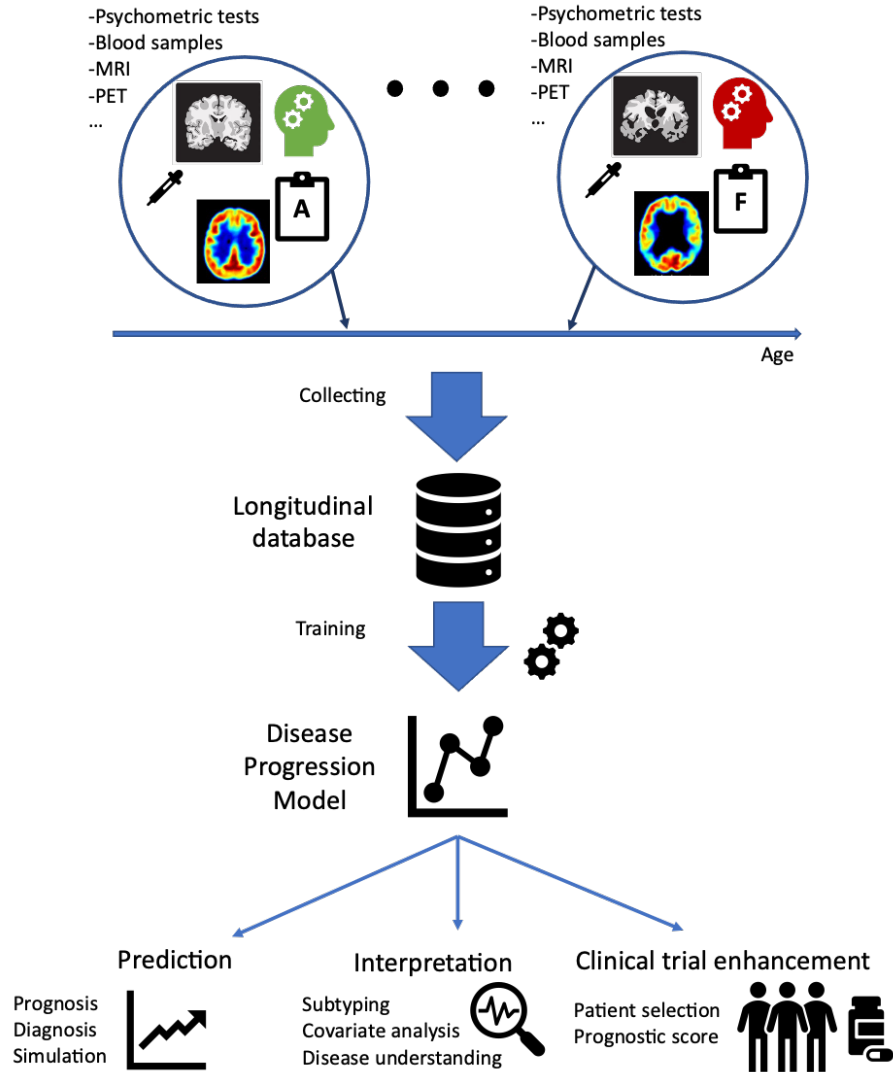 -Psychometric tests
-Blood samples
-MRI
-PET
...
A
-Psychometric tests
-Blood samples
-MRI
-PET
...
F
Age
Collecting
Longitudinal
database
Training
Disease
Progression
Model
Prediction
Prognosis
Diagnosis
Simulation
Interpretation
Subtyping
Covariate analysis
Disease understanding
Clinical trial enhancement
Patient selection
Prognostic score